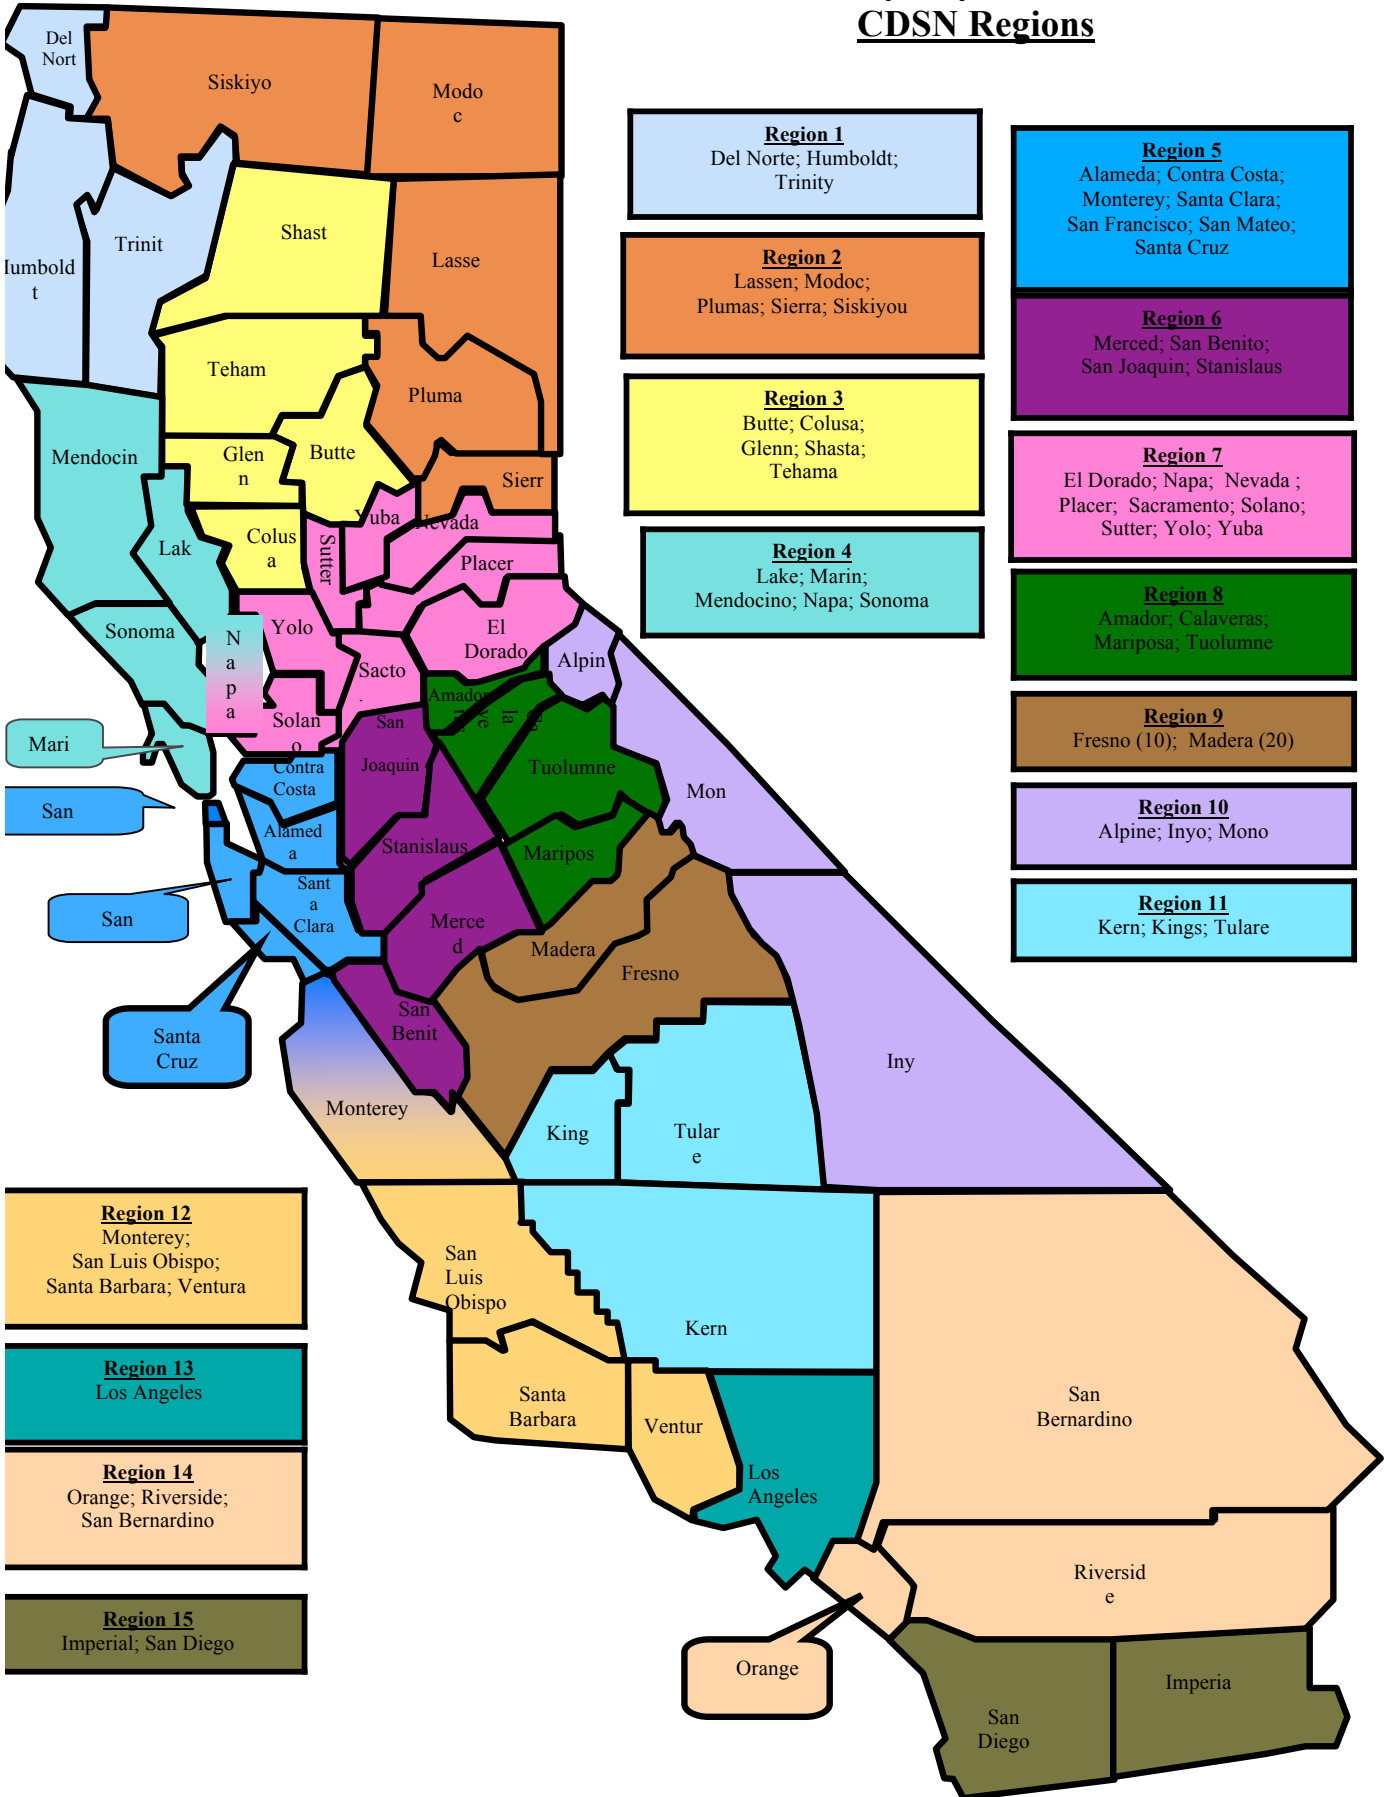 CDSN Regions
Del
Nort
Siskiyo
Modo
c
Region 1
Del Norte; Humboldt;
Trinity
Region 5
Alameda; Contra Costa;
Monterey; Santa Clara;
San Francisco; San Mateo;
Santa Cruz
Shast
Trinit
Lasse
umbold
t
Region 2
Lassen; Modoc;
Plumas; Sierra; Siskiyou
Region 6
Merced; San Benito;
San Joaquin; Stanislaus
Teham
Pluma
Region 3
Butte; Colusa;
Glenn; Shasta;
Tehama
Mendocin
Glen
n
Butte
Sierr
Region 7
El Dorado; Napa;  Nevada ;
Placer;  Sacramento; Solano;
Sutter; Yolo; Yuba
Yuba
Nevada
Lak
Colus
a
Sutter
Placer
Region 4
Lake; Marin;
Mendocino; Napa; Sonoma
Region 8
Amador; Calaveras;
Mariposa; Tuolumne
Sonoma
N
a
p
a
Yolo
El
Dorado
Sacto
.
Alpin
Amador
Ca
la
ve
ras
Solan
o
San
Joaquin
Region 9
Fresno (10);  Madera (20)
Mari
Contra
Costa
Tuolumne
Mon
San
Region 10
Alpine; Inyo; Mono
Alamed
a
Stanislaus
Maripos
Sant
a
Clara
San
Merce
d
Madera
Fresno
Region 11
Kern; Kings; Tulare
San
Benit
Santa
Cruz
Iny
Monterey
King
Tular
e
Region 12
Monterey;
San Luis Obispo;
Santa Barbara; Ventura
San
Luis
Obispo
Kern
Region 13
Los Angeles
Santa
Barbara
Ventur
San
Bernardino
Region 14
Orange; Riverside;
San Bernardino
Los
Angeles
Riversid
e
Region 15
Imperial; San Diego
Orange
Imperia
San
Diego